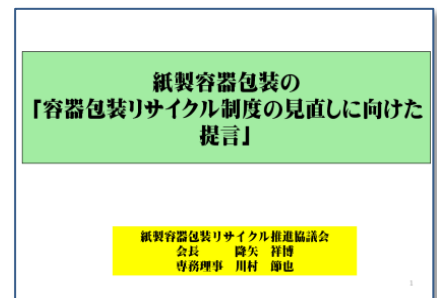 紙製容器包装の
「容器包装リサイクル制度の見直しに向けた
提言」
紙製容器包装リサイクル推進協議会
会長 降矢 祥博
専務理事 川村 節也
1